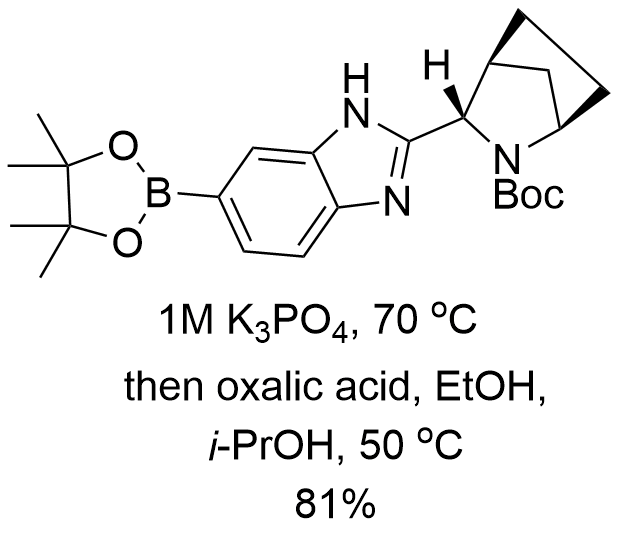 H
H
N
O
N
B
N
Boc
O
1M K₃PO₄, 70 °C
then oxalic acid, EtOH,
i-PrOH, 50 °C
81%